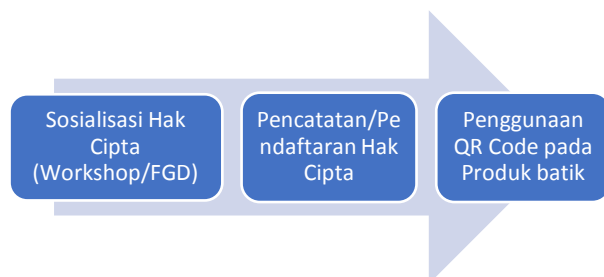 Sosialisasi Hak
Cipta
(Workshop/FGD)
Pencatatan/Pe
ndaftaran Hak
Cipta
Penggunaan
QR Code pada
Produk batik